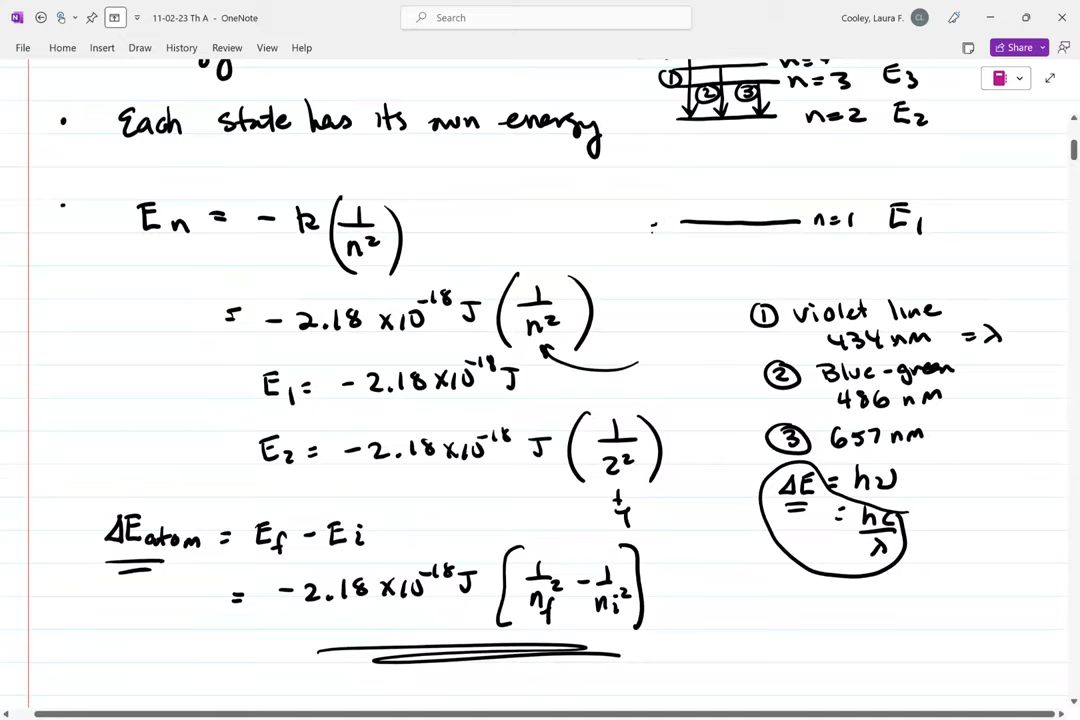 11-02-23 Th A - OneNote
Search
Cooley, Laura F.
CL
File Home Insert Draw History Review View Help
Share
n=3 E3
n=2 E2
① ② ③
• Each state has its own energy
• En = - k (1/n²)
n=1 E1
= - 2.18 x10⁻¹⁸ J (1/n²)
E1 = - 2.18 x10⁻¹⁸ J
E2 = - 2.18 x10⁻¹⁸ J (1/2²)
4
ΔEatom = Ef - Ei
= - 2.18 x10⁻¹⁸ J [1/nf² - 1/ni²]
① violet line
434 nm = λ
② Blue-green
486 nm
③ 657 nm
ΔE = hν
= hc/λ